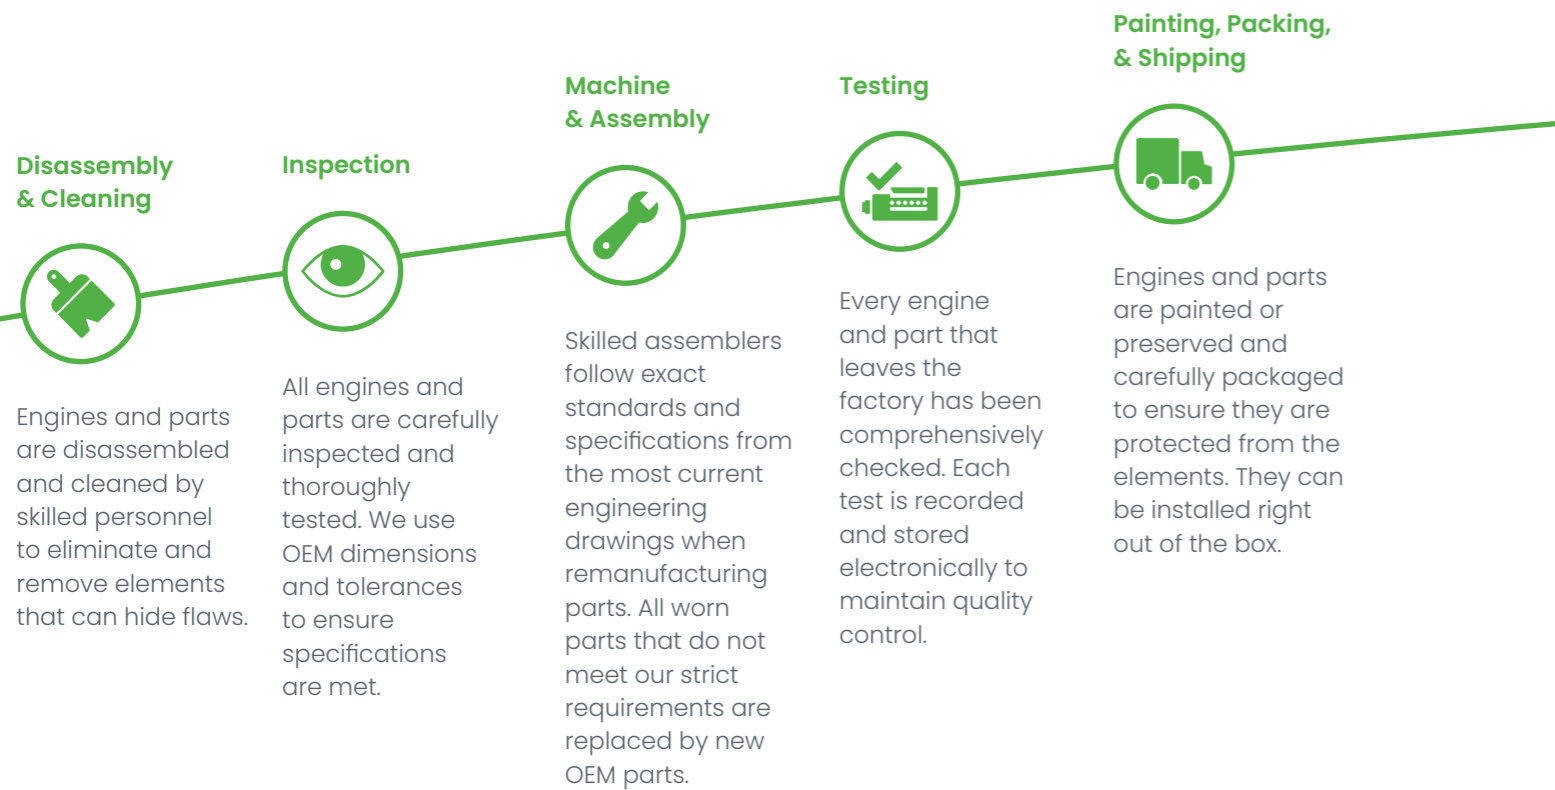 Disassembly
& Cleaning
Engines and parts
are disassembled
and cleaned by
skilled personnel
to eliminate and
remove elements
that can hide flaws.
Inspection
All engines and
parts are carefully
inspected and
thoroughly
tested. We use
OEM dimensions
and tolerances
to ensure
specifications
are met.
Machine
& Assembly
Skilled assemblers
follow exact
standards and
specifications from
the most current
engineering
drawings when
remanufacturing
parts. All worn
parts that do not
meet our strict
requirements are
replaced by new
OEM parts.
Testing
Every engine
and part that
leaves the
factory has been
comprehensively
checked. Each
test is recorded
and stored
electronically to
maintain quality
control.
Painting, Packing,
& Shipping
Engines and parts
are painted or
preserved and
carefully packaged
to ensure they are
protected from the
elements. They can
be installed right
out of the box.